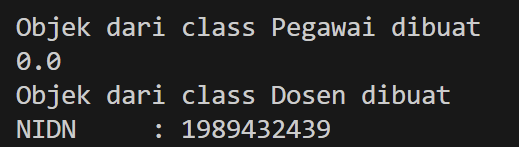 Objek dari class Pegawai dibuat
0.0
Objek dari class Dosen dibuat
NIDN     : 1989432439